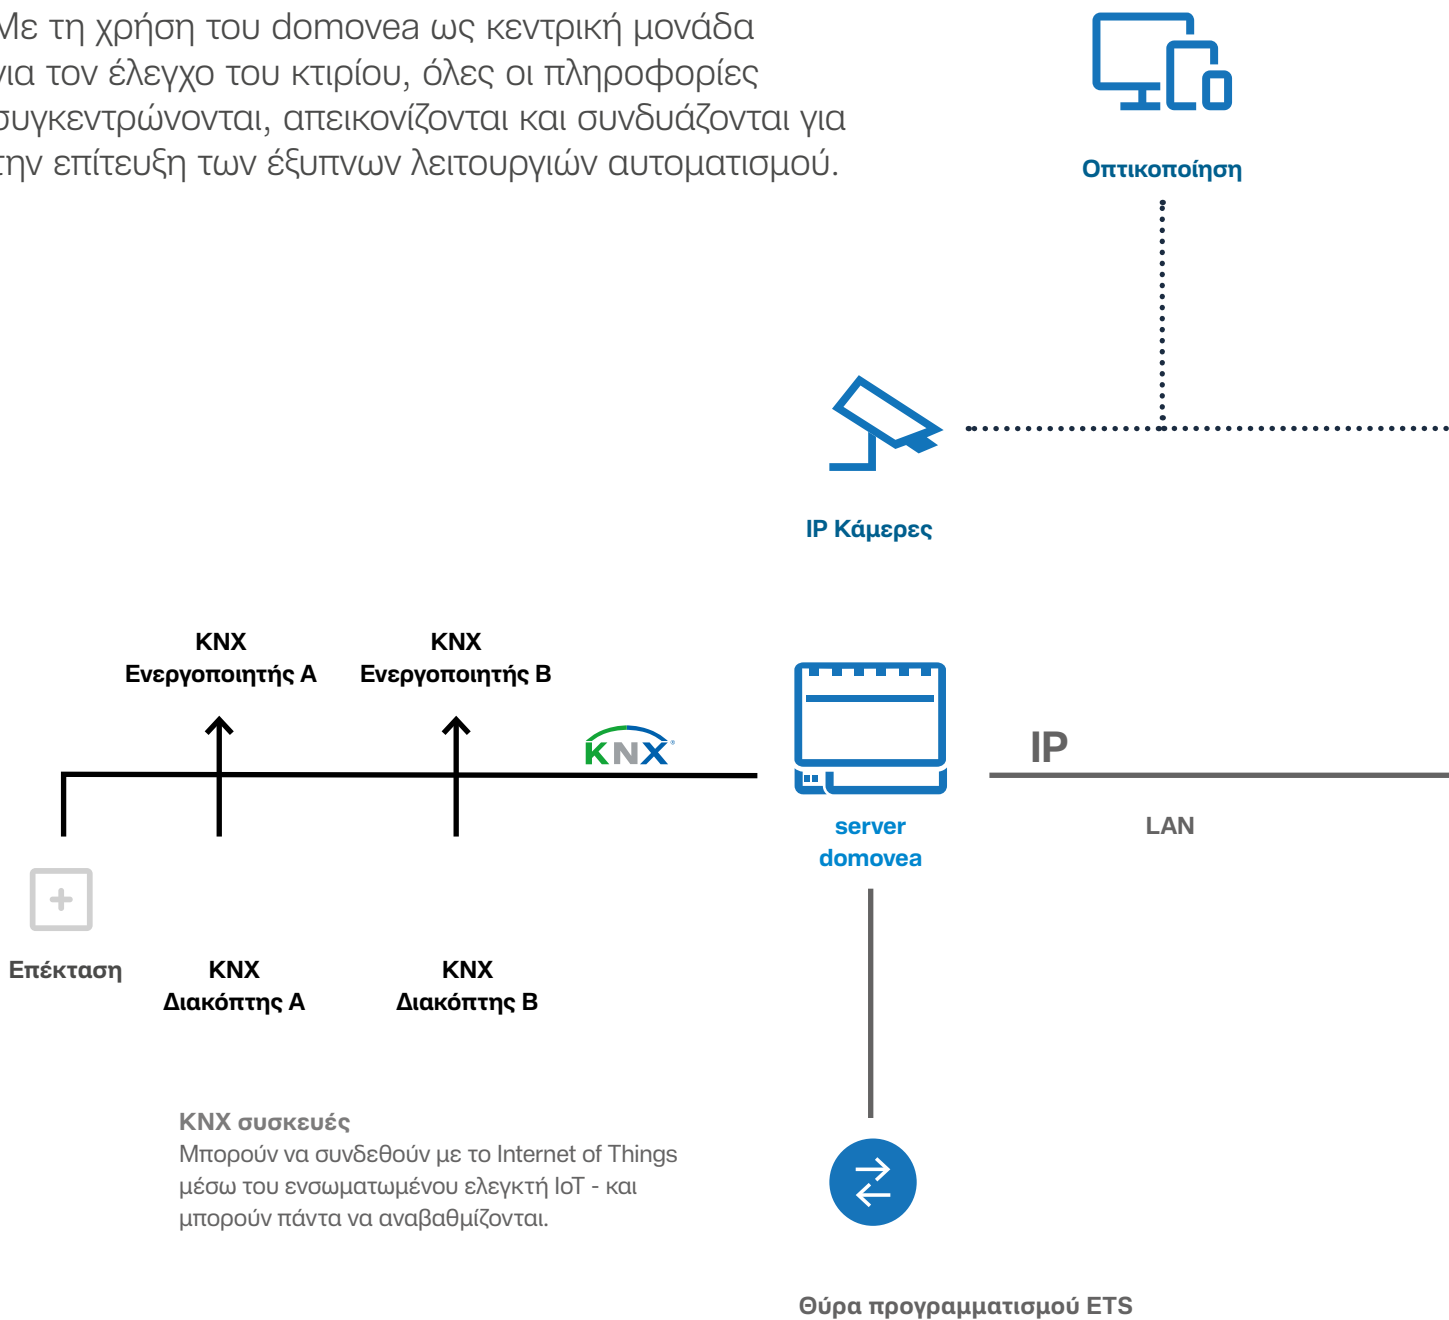 Με τη χρήση του domovea ως κεντρική μονάδα
για τον έλεγχο του κτιρίου, όλες οι πληροφορίες
συγκεντρώνονται, απεικονίζονται και συνδυάζονται για
την επίτευξη των έξυπνων λειτουργιών αυτοματισμού.
Οπτικοποίηση
IP Κάμερες
KNX
Ενεργοποιητής A
KNX
Ενεργοποιητής B
KNX®
IP
server
domovea
LAN
Επέκταση
KNX
Διακόπτης A
KNX
Διακόπτης B
KNX συσκευές
Μπορούν να συνδεθούν με το Internet of Things
μέσω του ενσωματωμένου ελεγκτή IoT - και
μπορούν πάντα να αναβαθμίζονται.
Θύρα προγραμματισμού ETS